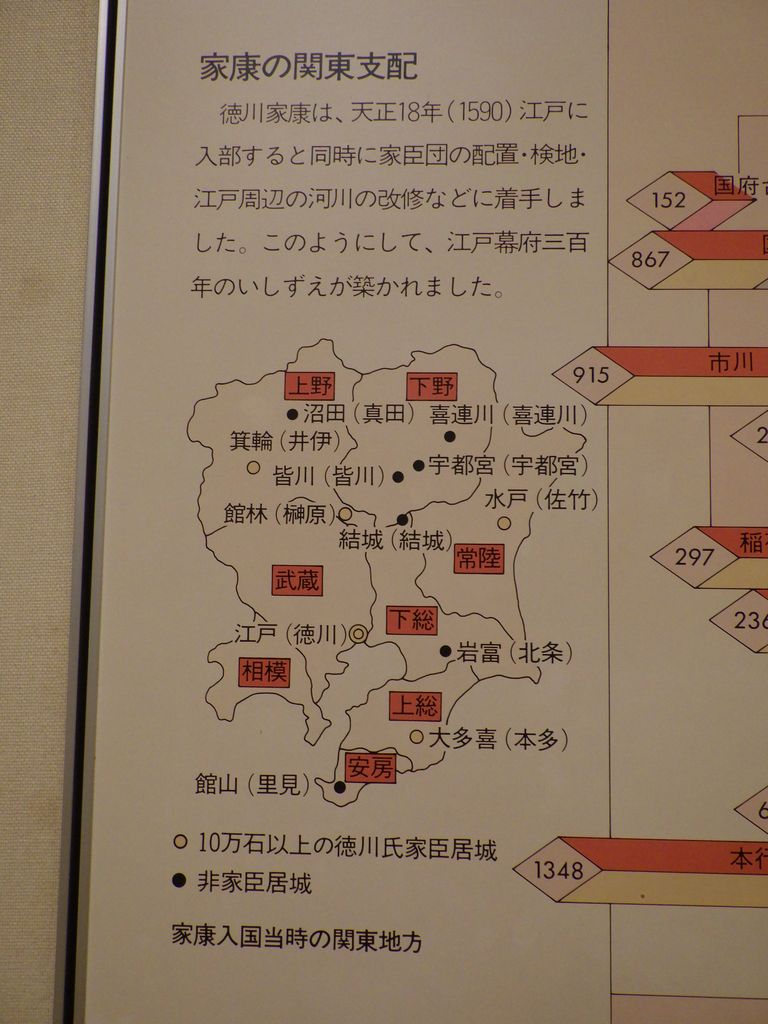 家康の関東支配
徳川家康は、天正18年(1590)江戸に
入部すると同時に家臣団の配置・検地・
江戸周辺の河川の改修などに着手しま
した。このようにして、江戸幕府三百
年のいしずえが築かれました。
上野
下野
沼田(真田)
喜連川(喜連川)
箕輪(井伊)
皆川(皆川)
宇都宮(宇都宮)
水戸(佐竹)
館林(榊原)
結城(結城)
常陸
武蔵
下総
江戸(徳川)
岩富(北条)
相模
上総
大多喜(本多)
安房
館山(里見)
10万石以上の徳川氏家臣居城
非家臣居城
家康入国当時の関東地方
152
国府
867
915
市川
297
236
1348
本行